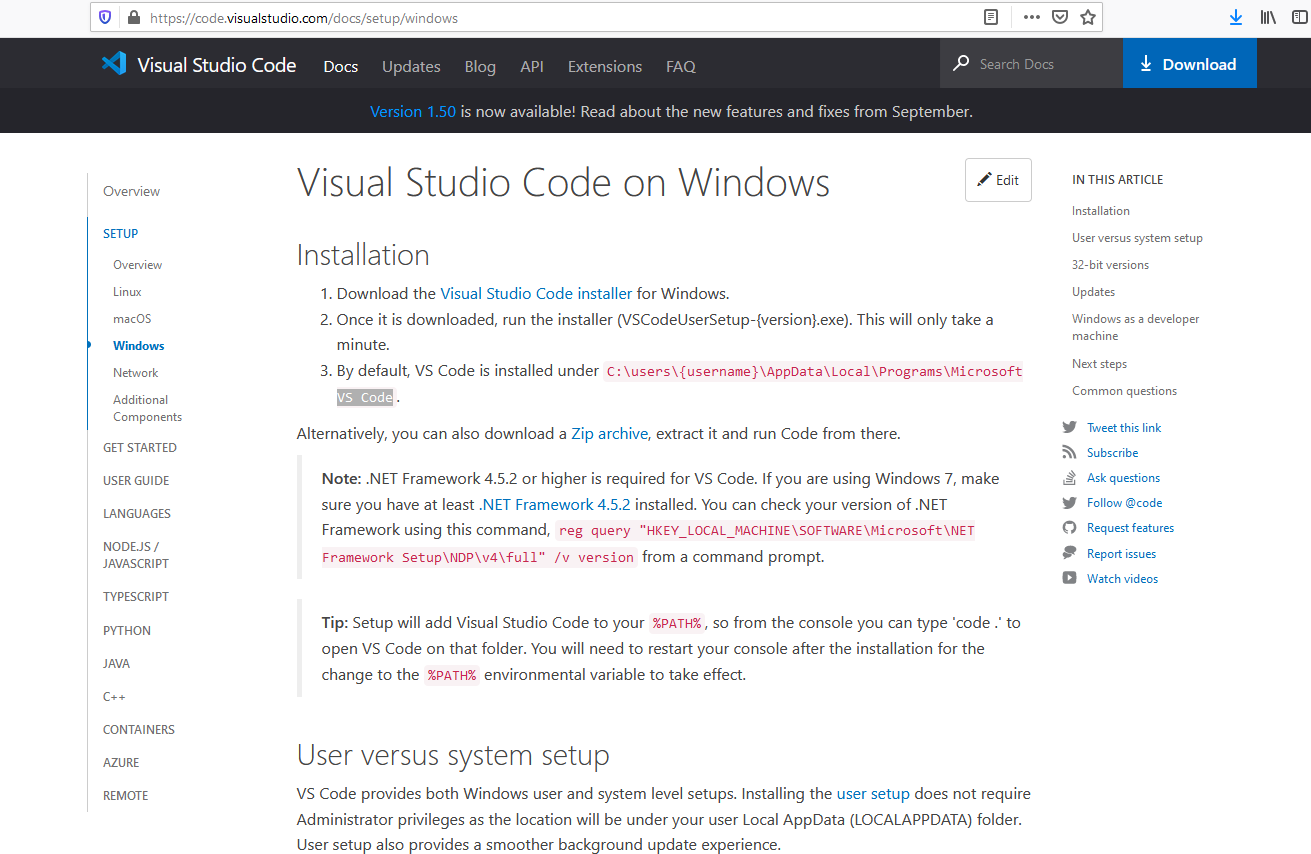 https://code.visualstudio.com/docs/setup/windows
Visual Studio Code
Docs
Updates
Blog
API
Extensions
FAQ
Search Docs
Download
Version 1.50 is now available! Read about the new features and fixes from September.
Overview
SETUP
Overview
Linux
macOS
Windows
Network
Additional
Components
GET STARTED
USER GUIDE
LANGUAGES
NODE.JS /
JAVASCRIPT
TYPESCRIPT
PYTHON
JAVA
C++
CONTAINERS
AZURE
REMOTE
Visual Studio Code on Windows
Edit
Installation
1. Download the Visual Studio Code installer for Windows.
2. Once it is downloaded, run the installer (VSCodeUserSetup-{version}.exe). This will only take a
minute.
3. By default, VS Code is installed under C:\users\{username}\AppData\Local\Programs\Microsoft
VS Code.
Alternatively, you can also download a Zip archive, extract it and run Code from there.
Note: .NET Framework 4.5.2 or higher is required for VS Code. If you are using Windows 7, make
sure you have at least .NET Framework 4.5.2 installed. You can check your version of .NET
Framework using this command, reg query "HKEY_LOCAL_MACHINE\SOFTWARE\Microsoft\NET
Framework Setup\NDP\v4\full" /v version from a command prompt.
Tip: Setup will add Visual Studio Code to your %PATH%, so from the console you can type 'code .' to
open VS Code on that folder. You will need to restart your console after the installation for the
change to the %PATH% environmental variable to take effect.
User versus system setup
VS Code provides both Windows user and system level setups. Installing the user setup does not require
Administrator privileges as the location will be under your user Local AppData (LOCALAPPDATA) folder.
User setup also provides a smoother background update experience.
IN THIS ARTICLE
Installation
User versus system setup
32-bit versions
Updates
Windows as a developer
machine
Next steps
Common questions
Tweet this link
Subscribe
Ask questions
Follow @code
Request features
Report issues
Watch videos